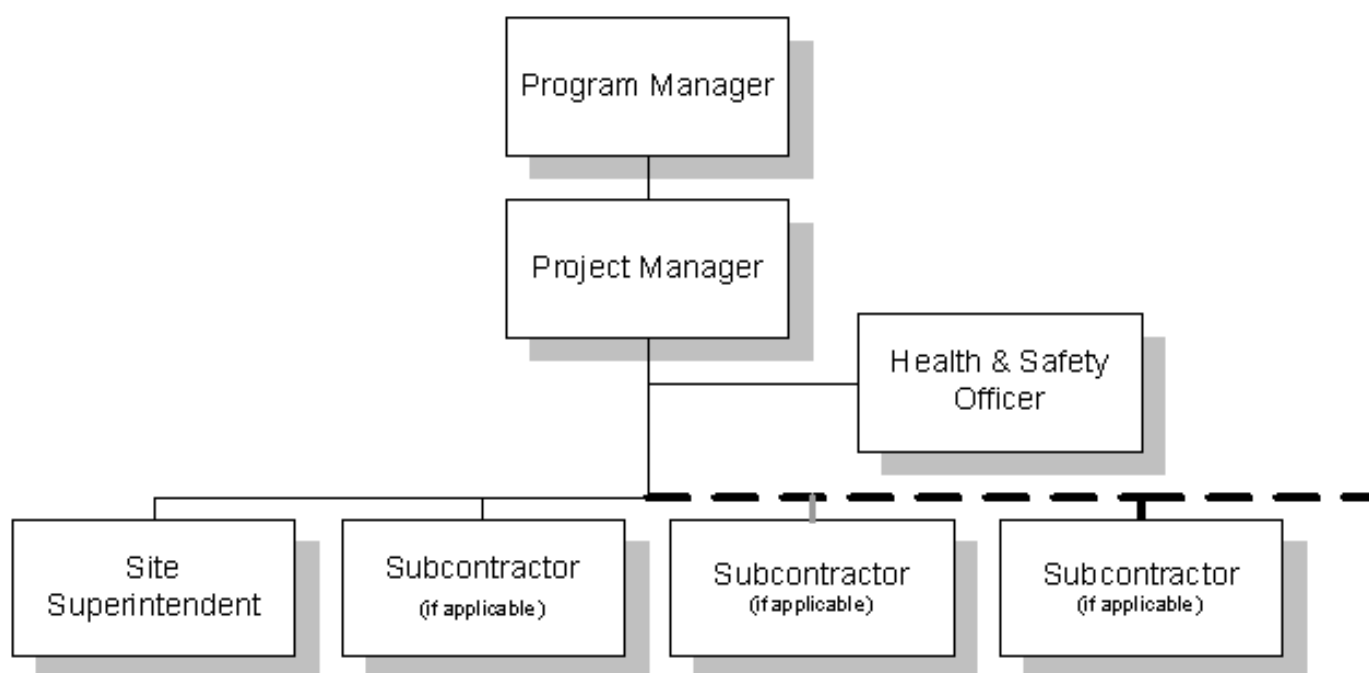 Program Manager
Project Manager
Health & Safety
Officer
Site
Superintendent
Subcontractor
(if applicable)
Subcontractor
(if applicable)
Subcontractor
(if applicable)